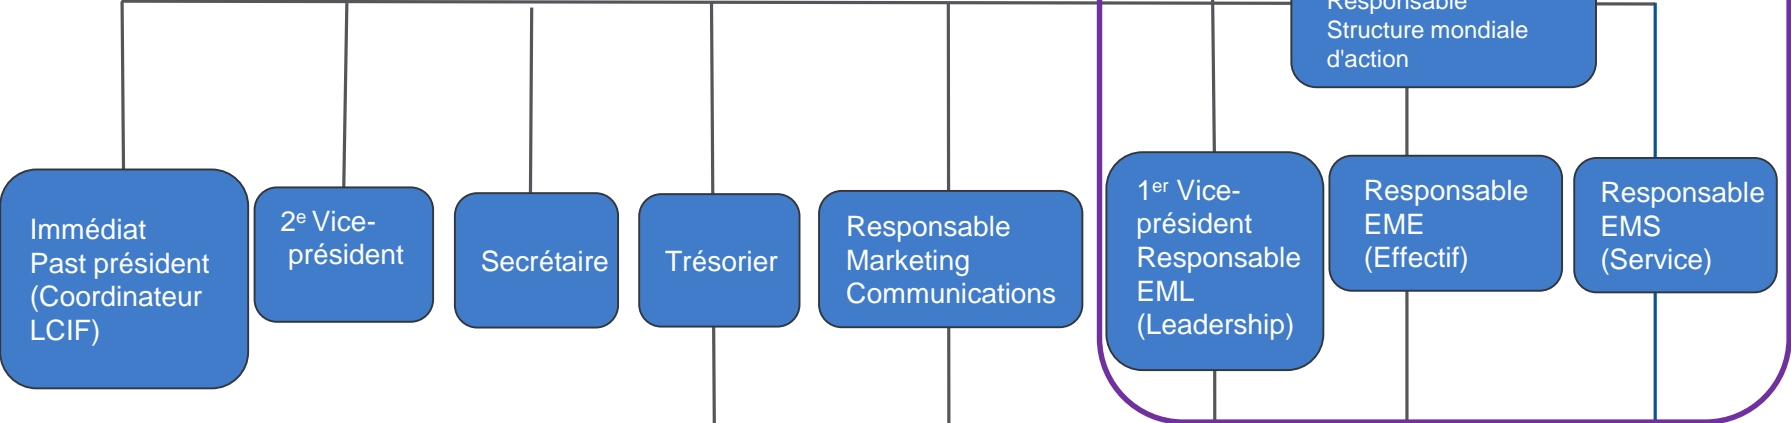 Responsable
Structure mondiale
d'action
Immédiat
Past président
(Coordinateur
LCIF)
2e Vice-
président
Secrétaire
Trésorier
Responsable
Marketing
Communications
1er Vice-
président
Responsable
EML
(Leadership)
Responsable
EME
(Effectif)
Responsable
EMS
(Service)